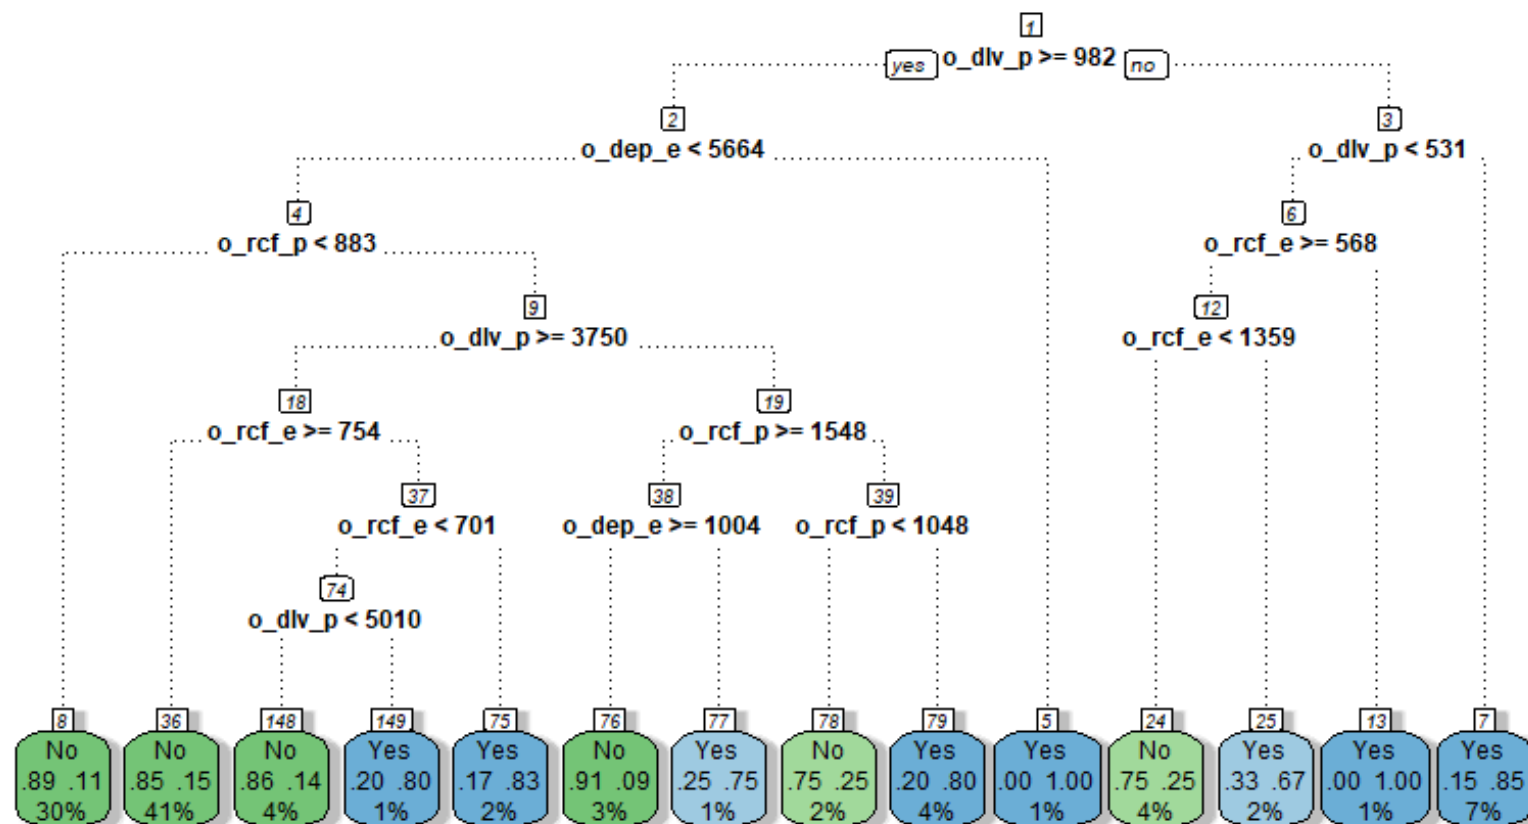 1
yes o_dlv_p >= 982 no
2
3
o_dep_e < 5664
o_dlv_p < 531
4
6
o_rcf_p < 883
o_rcf_e >= 568
9
12
o_dlv_p >= 3750
o_rcf_e < 1359
18
19
o_rcf_e >= 754
o_rcf_p >= 1548
37
38
39
o_rcf_e < 701
o_dep_e >= 1004
o_rcf_p < 1048
74
o_dlv_p < 5010
8
No
.89 .11
30%
36
No
.85 .15
41%
148
No
.86 .14
4%
149
Yes
.20 .80
1%
75
Yes
.17 .83
2%
76
No
.91 .09
3%
77
Yes
.25 .75
1%
78
No
.75 .25
2%
79
Yes
.20 .80
4%
5
Yes
.00 1.00
1%
24
No
.75 .25
4%
25
Yes
.33 .67
2%
13
Yes
.00 1.00
1%
7
Yes
.15 .85
7%